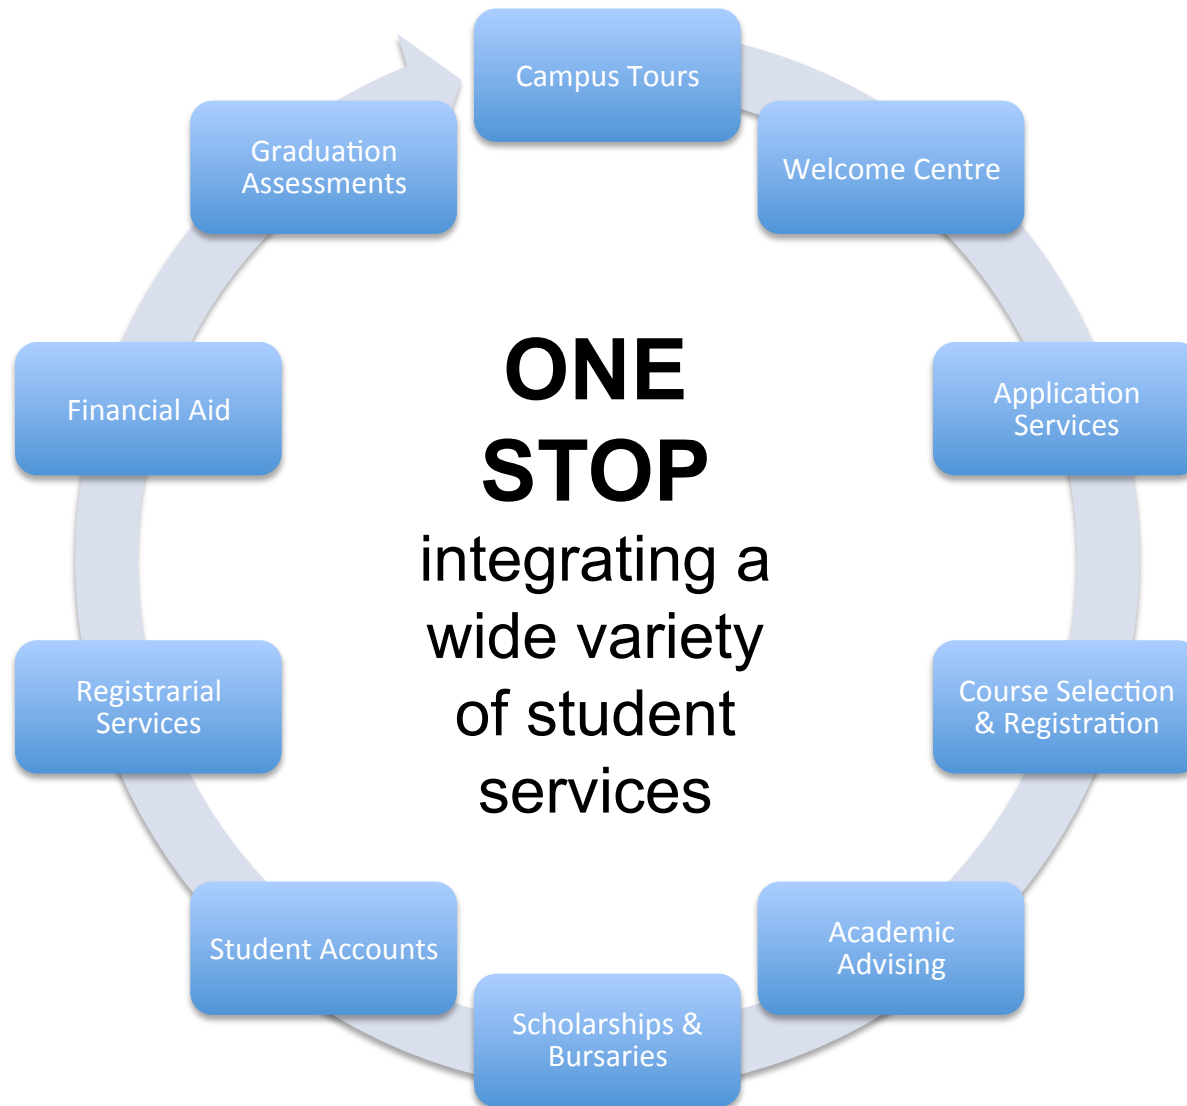 Campus Tours
Welcome Centre
Application
Services
Course Selection
& Registration
Academic
Advising
Scholarships &
Bursaries
Student Accounts
Registrarial
Services
Financial Aid
Graduation
Assessments
ONE
STOP
integrating a
wide variety
of student
services